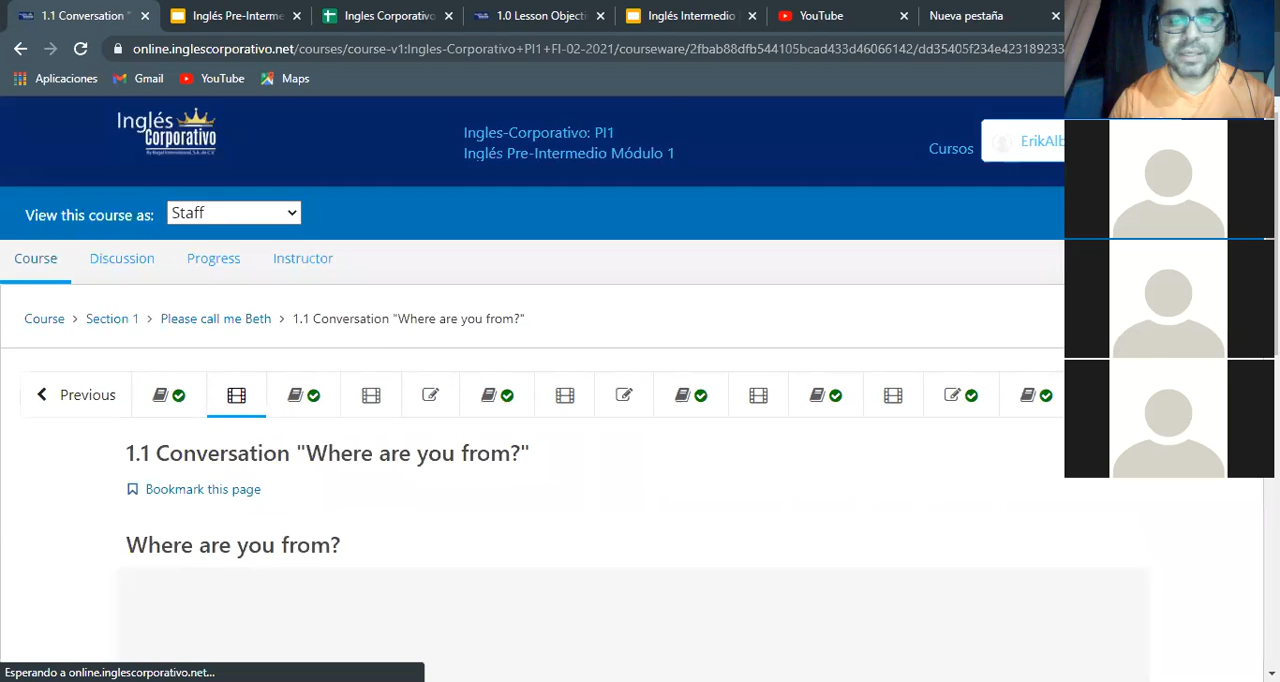 1.1 Conversation "
Inglés Pre-Interme
Ingles Corporativo
1.0 Lesson Objecti
Inglés Intermedio
YouTube
Nueva pestaña
online.inglescorporativo.net/courses/course-v1:Ingles-Corporativo+PI1+FI-02-2021/courseware/2fbab88dfb544105bcad433d46066142/dd35405f234e423189233
Aplicaciones
Gmail
YouTube
Maps
Inglés
Corporativo
Ingles-Corporativo: PI1
Inglés Pre-Intermedio Módulo 1
Cursos
ErikAlb
View this course as:
Staff
Course
Discussion
Progress
Instructor
Course > Section 1 > Please call me Beth > 1.1 Conversation "Where are you from?"
Previous
1.1 Conversation "Where are you from?"
Bookmark this page
Where are you from?
Esperando a online.inglescorporativo.net...